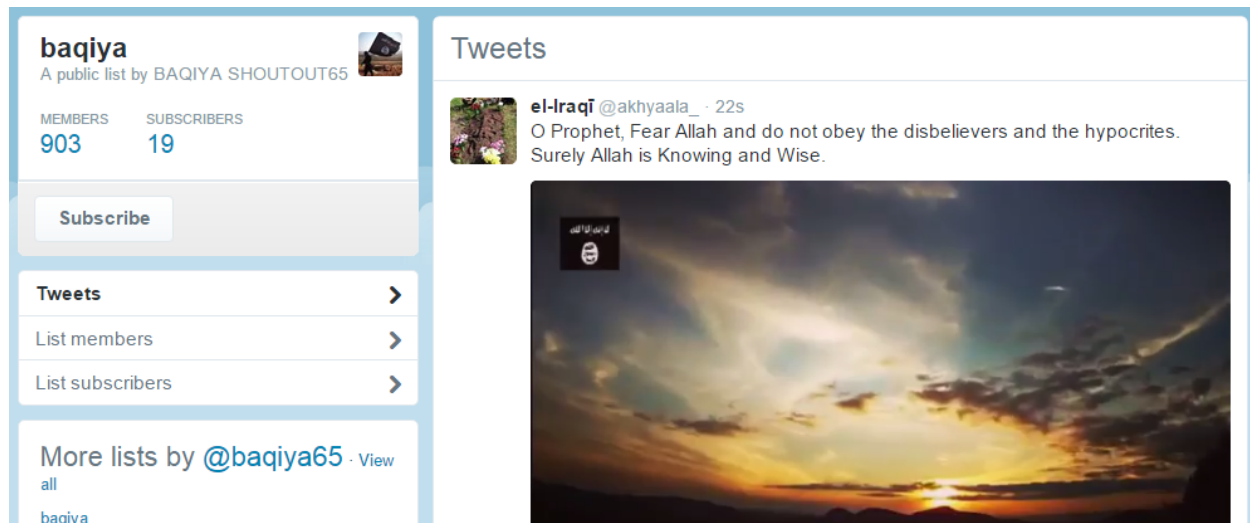 baqiya
A public list by BAQIYA SHOUTOUT65
MEMBERS SUBSCRIBERS
903 19
Subscribe
Tweets
List members
List subscribers
More lists by @baqiya65 · View
all
baqiya
Tweets
el-Iraqī @akhyaala_ · 22s
O Prophet, Fear Allah and do not obey the disbelievers and the hypocrites.
Surely Allah is Knowing and Wise.